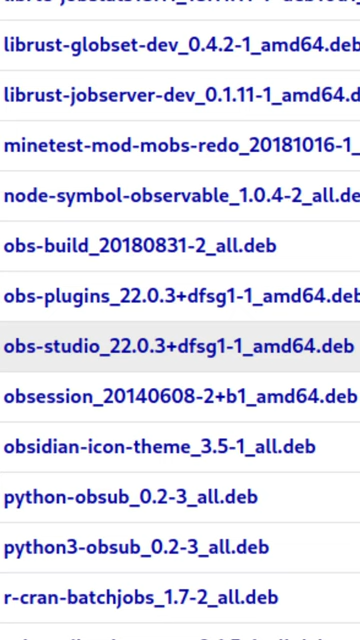 librust-globset-dev_0.4.2-1_amd64.deb
librust-jobserver-dev_0.1.11-1_amd64.d
minetest-mod-mobs-redo_20181016-1_
node-symbol-observable_1.0.4-2_all.de
obs-build_20180831-2_all.deb
obs-plugins_22.0.3+dfsg1-1_amd64.deb
obs-studio_22.0.3+dfsg1-1_amd64.deb
obsession_20140608-2+b1_amd64.deb
obsidian-icon-theme_3.5-1_all.deb
python-obsub_0.2-3_all.deb
python3-obsub_0.2-3_all.deb
r-cran-batchjobs_1.7-2_all.deb